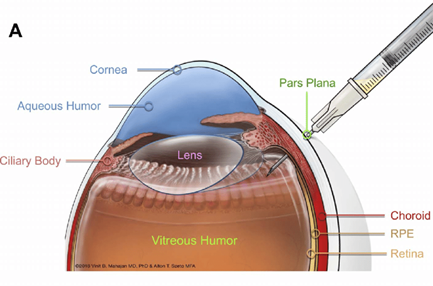 A
Cornea
Pars Plana
Aqueous Humor
Ciliary Body
Lens
Choroid
RPE
Vitreous Humor
Retina